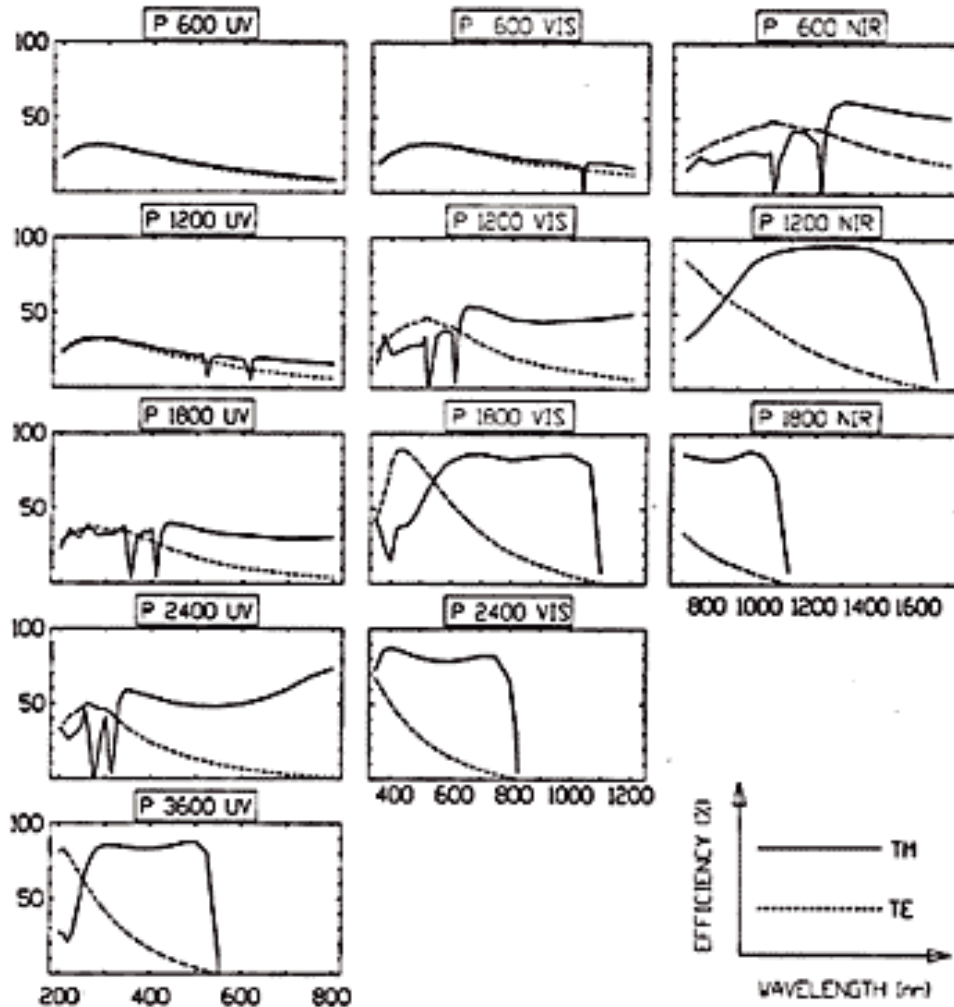 P 600 UV
P 600 VIS
P 600 NIR
100
50
P 1200 UV
P 1200 VIS
P 1200 NIR
100
50
P 1800 UV
P 1800 VIS
P 1800 NIR
100
50
800 1000 1200 1400 1600
P 2400 UV
P 2400 VIS
100
50
400 600 800 1000 1200
P 3600 UV
100
50
200 300 400 600 800
EFFICIENCY (%)
TM
TE
WAVELENGTH (nm)